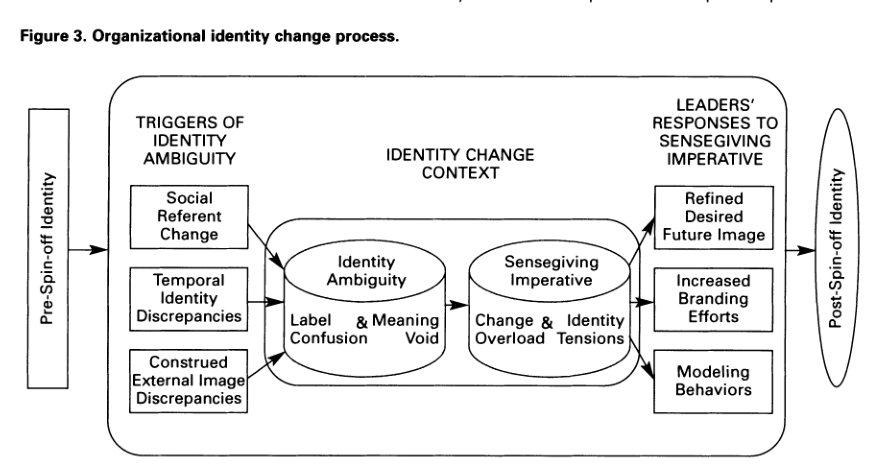 Figure 3. Organizational identity change process.
TRIGGERS OF
IDENTITY
AMBIGUITY
IDENTITY CHANGE
CONTEXT
LEADERS'
RESPONSES TO
SENSEGIVING
IMPERATIVE
Pre-Spin-off Identity
Social
Referent
Change
Temporal
Identity
Discrepancies
Construed
External Image
Discrepancies
Identity
Ambiguity
Label & Meaning
Confusion Void
Sensegiving
Imperative
Change & Identity
Overload Tensions
Refined
Desired
Future Image
Increased
Branding
Efforts
Modeling
Behaviors
Post-Spin-off Identity